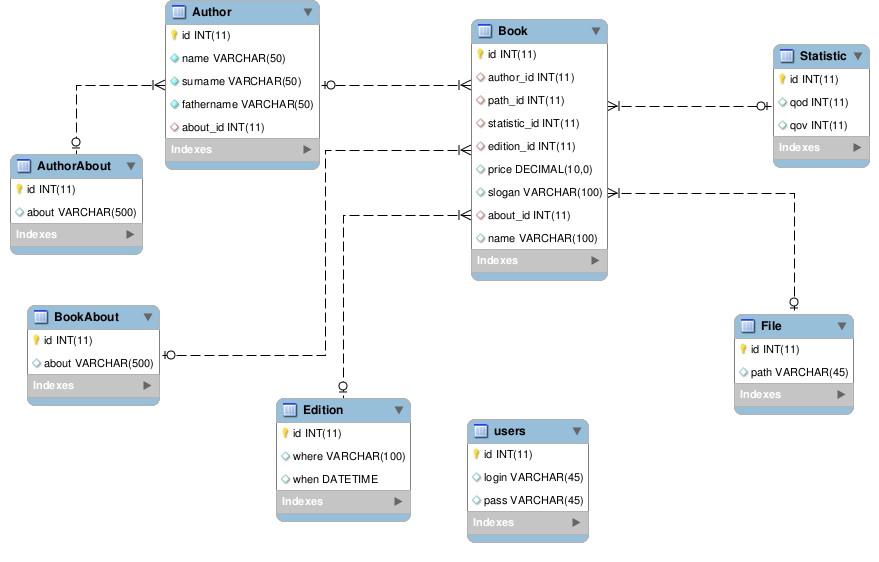 Author
id INT(11)
name VARCHAR(50)
surname VARCHAR(50)
fathername VARCHAR(50)
about_id INT(11)
Indexes
Book
id INT(11)
author_id INT(11)
path_id INT(11)
statistic_id INT(11)
edition_id INT(11)
price DECIMAL(10,0)
slogan VARCHAR(100)
about_id INT(11)
name VARCHAR(100)
Indexes
Statistic
id INT(11)
qod INT(11)
qov INT(11)
Indexes
AuthorAbout
id INT(11)
about VARCHAR(500)
Indexes
BookAbout
id INT(11)
about VARCHAR(500)
Indexes
File
id INT(11)
path VARCHAR(45)
Indexes
Edition
id INT(11)
where VARCHAR(100)
when DATETIME
Indexes
users
id INT(11)
login VARCHAR(45)
pass VARCHAR(45)
Indexes